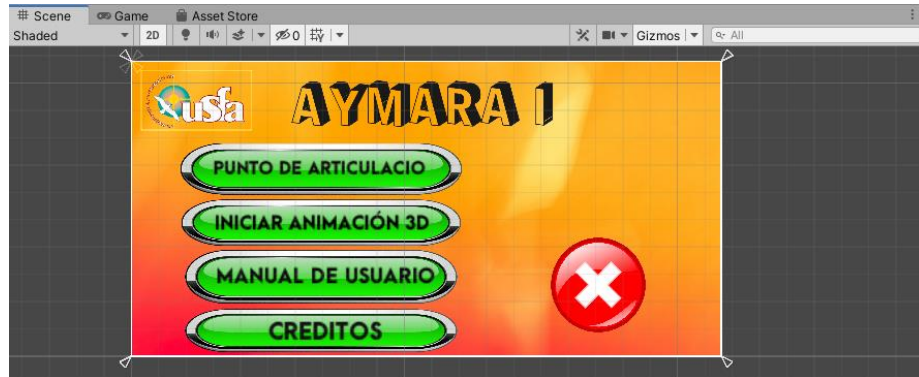 Scene Game Asset Store
Shaded 2D 0 Gizmos All
usfa AYMARA I
PUNTO DE ARTICULACIO
INICIAR ANIMACIÓN 3D
MANUAL DE USUARIO
CREDITOS